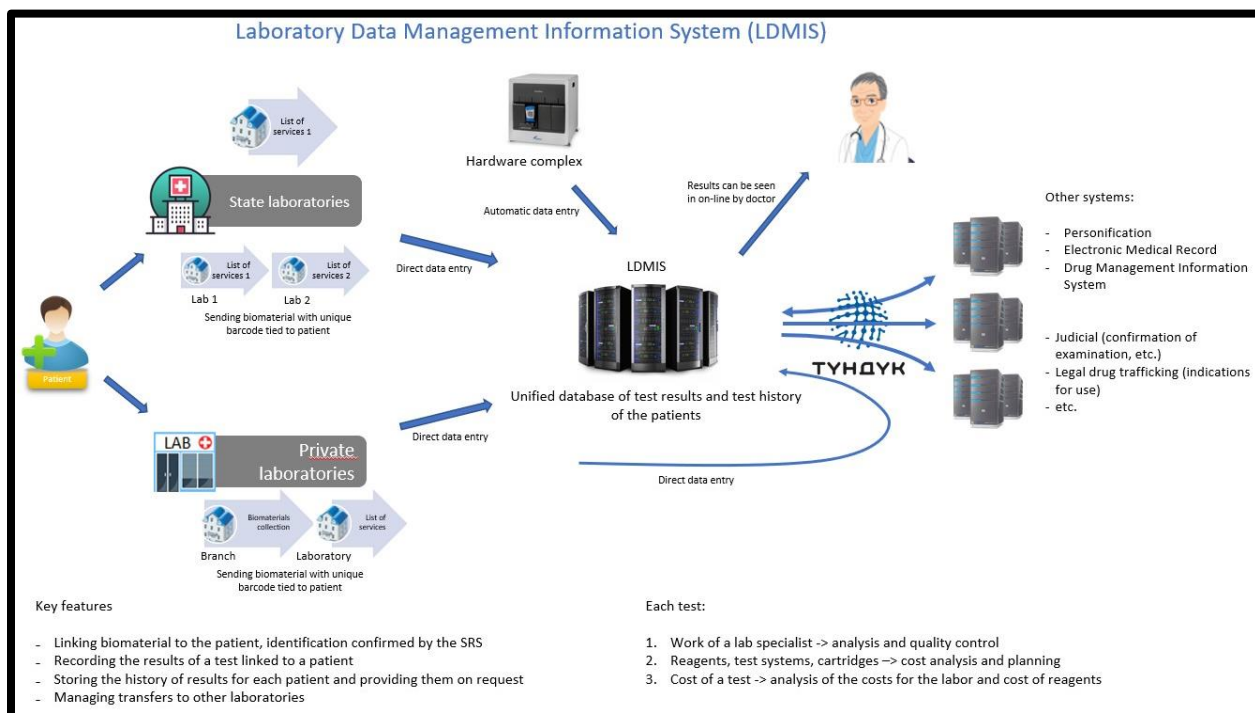 Laboratory Data Management Information System (LDMIS)
List of
services 1
Hardware complex
State laboratories
Results can be seen
in on-line by doctor
Automatic data entry
Other systems:
- Personification
- Electronic Medical Record
- Drug Management Information
System
Direct data entry
LDMIS
List of
services 1
List of
services 2
Lab 1
Lab 2
Sending biomaterial with unique
barcode tied to patient
- Judicial (confirmation of
examination, etc.)
- Legal drug trafficking (indications
for use)
- etc.
ТҮНДҮК
Patient
Unified database of test results and test history
of the patients
LAB
Private
laboratories
Direct data entry
Direct data entry
Biomaterials
collection
List of
services
Branch
Laboratory
Sending biomaterial with unique
barcode tied to patient
Key features
- Linking biomaterial to the patient, identification confirmed by the SRS
- Recording the results of a test linked to a patient
- Storing the history of results for each patient and providing them on request
- Managing transfers to other laboratories
Each test:
1. Work of a lab specialist -> analysis and quality control
2. Reagents, test systems, cartridges –> cost analysis and planning
3. Cost of a test -> analysis of the costs for the labor and cost of reagents